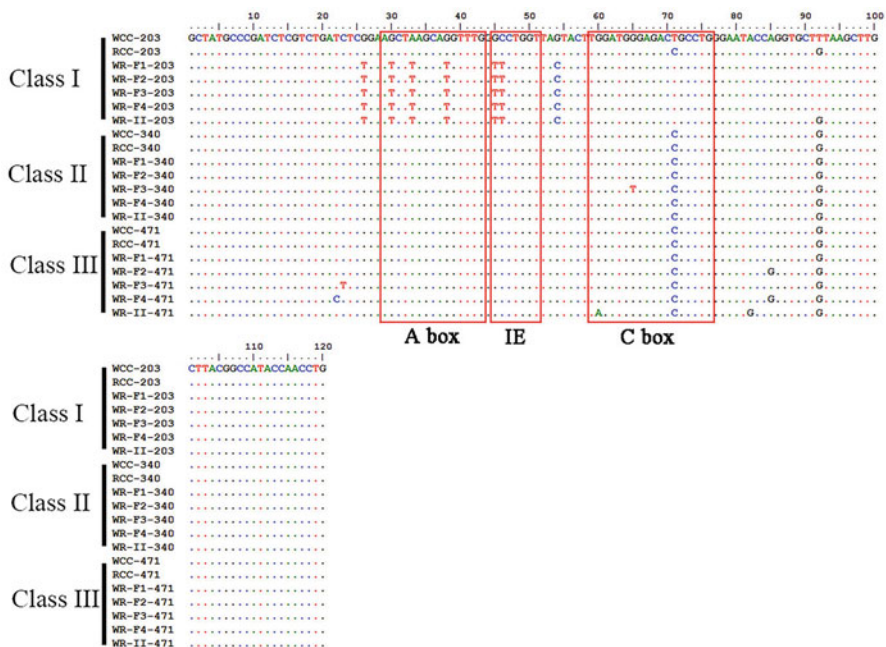 10 20 30 40 50 60 70 80 90 100
WCC-203 GCTATGCCCGATCTCGTCTGATCTCGGAAGCTAAGCAGGTTTGGGCCTGGTTAGTACTTGGATGGGAGACTGCCTGGGAATACCAGGTGCTTTAAGCTTG
RCC-203 C G
WR-F1-203 T T T T TT C
Class I
WR-F2-203 T T T T TT C
WR-F3-203 T T T T TT C
WR-F4-203 T T T T TT C
WR-II-203 T T T T TT C G
WCC-340 C G
RCC-340 C G
WR-F1-340 C G
Class II
WR-F2-340 C G
WR-F3-340 T C G
WR-F4-340 C G
WR-II-340 C G
WCC-471 C G
RCC-471 C G
WR-F1-471 C G
Class III
WR-F2-471 C G G
WR-F3-471 T C G
WR-F4-471 C C G G
WR-II-471 A C G G
A box IE C box
110 120
WCC-203 CTTACGGCCATACCAACCTG
RCC-203
WR-F1-203
WR-F2-203
Class I
WR-F3-203
WR-F4-203
WR-II-203
WCC-340
RCC-340
WR-F1-340
Class II
WR-F2-340
WR-F3-340
WR-F4-340
WR-II-340
WCC-471
RCC-471
WR-F1-471
Class III
WR-F2-471
WR-F3-471
WR-F4-471
WR-II-471